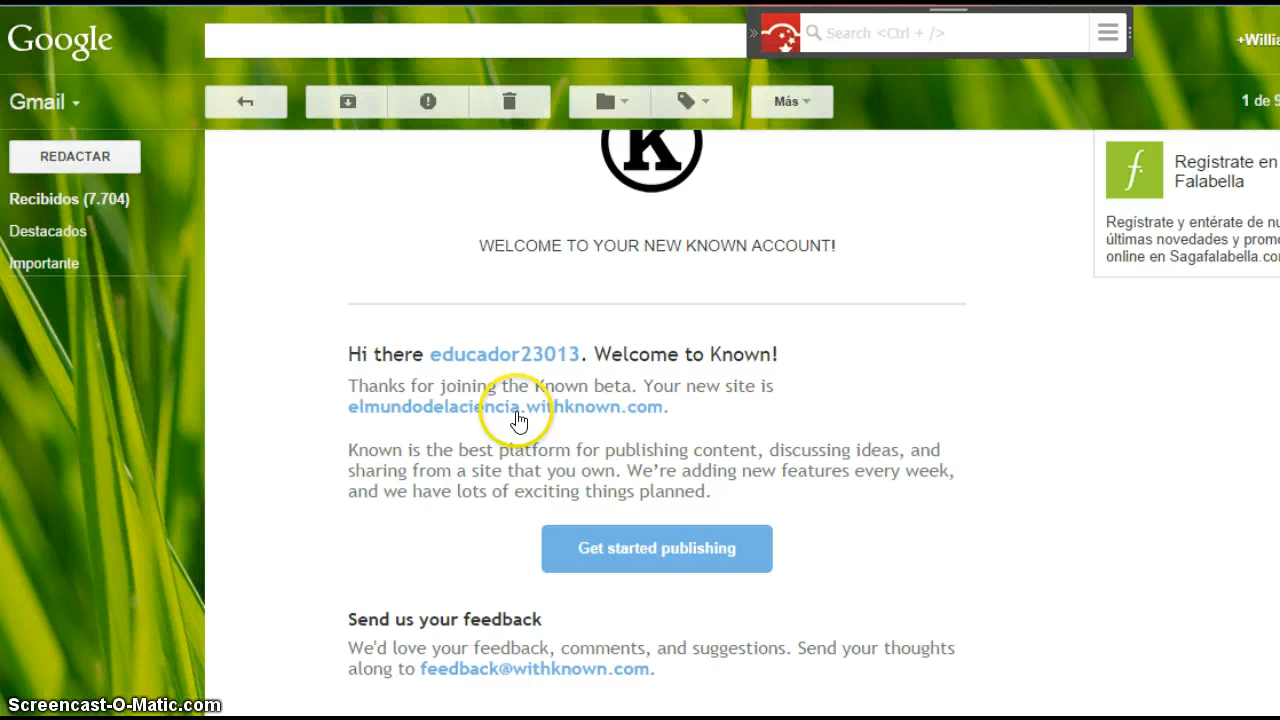 Google
Search <Ctrl + />
+Willia
Gmail
Más
1 de 9
REDACTAR
Recibidos (7.704)
Destacados
Importante
K
WELCOME TO YOUR NEW KNOWN ACCOUNT!
f
Regístrate en
Falabella
Regístrate y entérate de nu
últimas novedades y promo
online en Sagafalabella.co
Hi there educador23013. Welcome to Known!
Thanks for joining the Known beta. Your new site is
elmundodelaciencia.withknown.com.
Known is the best platform for publishing content, discussing ideas, and
sharing from a site that you own. We’re adding new features every week,
and we have lots of exciting things planned.
Get started publishing
Send us your feedback
We'd love your feedback, comments, and suggestions. Send your thoughts
along to feedback@withknown.com.
Screencast-O-Matic.com